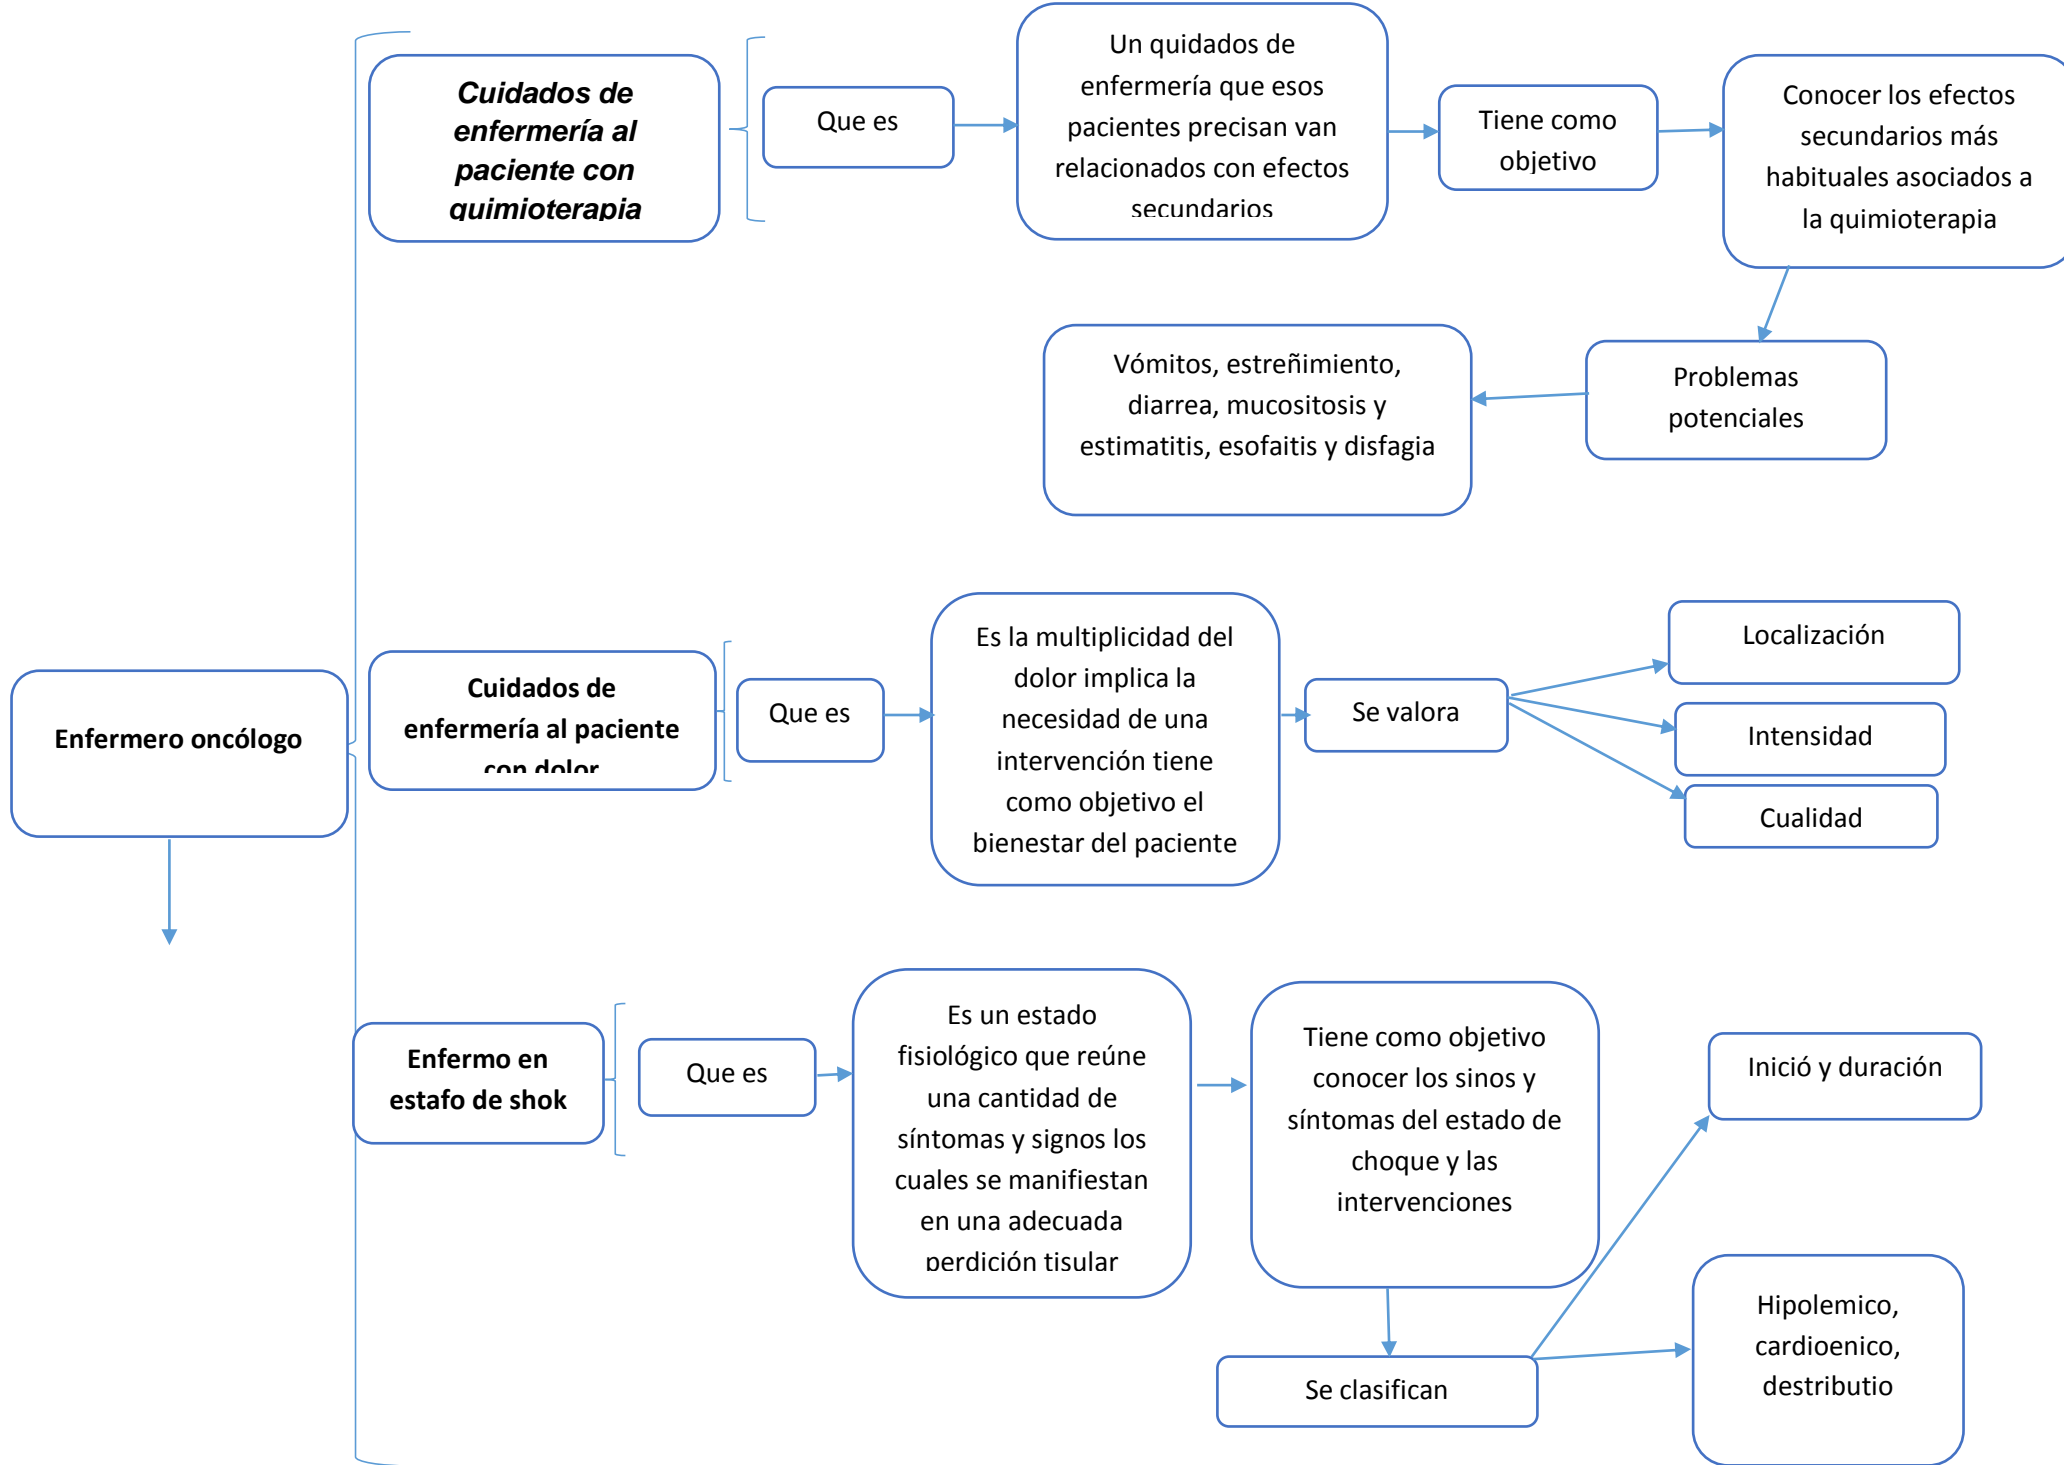 Cuidados de
enfermería al
paciente con
quimioterapia
Que es
Un quidados de
enfermería que esos
pacientes precisan van
relacionados con efectos
secundarios
Tiene como
objetivo
Conocer los efectos
secundarios más
habituales asociados a
la quimioterapia
Problemas
potenciales
Vómitos, estreñimiento,
diarrea, mucositosis y
estimatitis, esofaitis y disfagia
Enfermero oncólogo
Cuidados de
enfermería al paciente
con dolor
Que es
Es la multiplicidad del
dolor implica la
necesidad de una
intervención tiene
como objetivo el
bienestar del paciente
Se valora
Localización
Intensidad
Cualidad
Enfermo en
estafo de shok
Que es
Es un estado
fisiológico que reúne
una cantidad de
síntomas y signos los
cuales se manifiestan
en una adecuada
perdición tisular
Tiene como objetivo
conocer los sinos y
síntomas del estado de
choque y las
intervenciones
Se clasifican
Inició y duración
Hipolemico,
cardioenico,
destributio